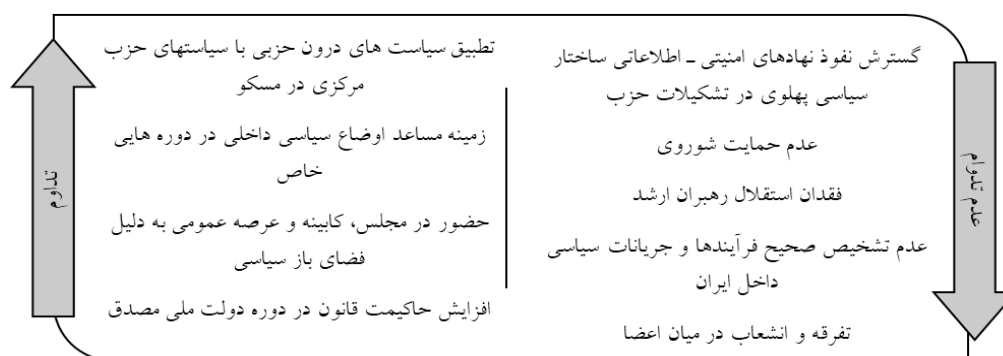 گسترش نفوذ نهادهای امنیتی ـ اطلاعاتی ساختار
سیاسی پهلوی در تشکیلات حزب
عدم حمایت شوروی
فقدان استقلال رهبران ارشد
عدم تشخیص صحیح فرآیندها و جریانات سیاسی
داخل ایران
تفرقه و انشعاب در میان اعضا
عدم تدوام
تطبیق سیاست های درون حزبی با سیاستهای حزب
مرکزی در مسکو
زمینه مساعد اوضاع سیاسی داخلی در دوره هایی
خاص
حضور در مجلس، کابینه و عرصه عمومی به دلیل
فضای باز سیاسی
افزایش حاکیمت قانون در دوره دولت ملی مصدق
تداوم